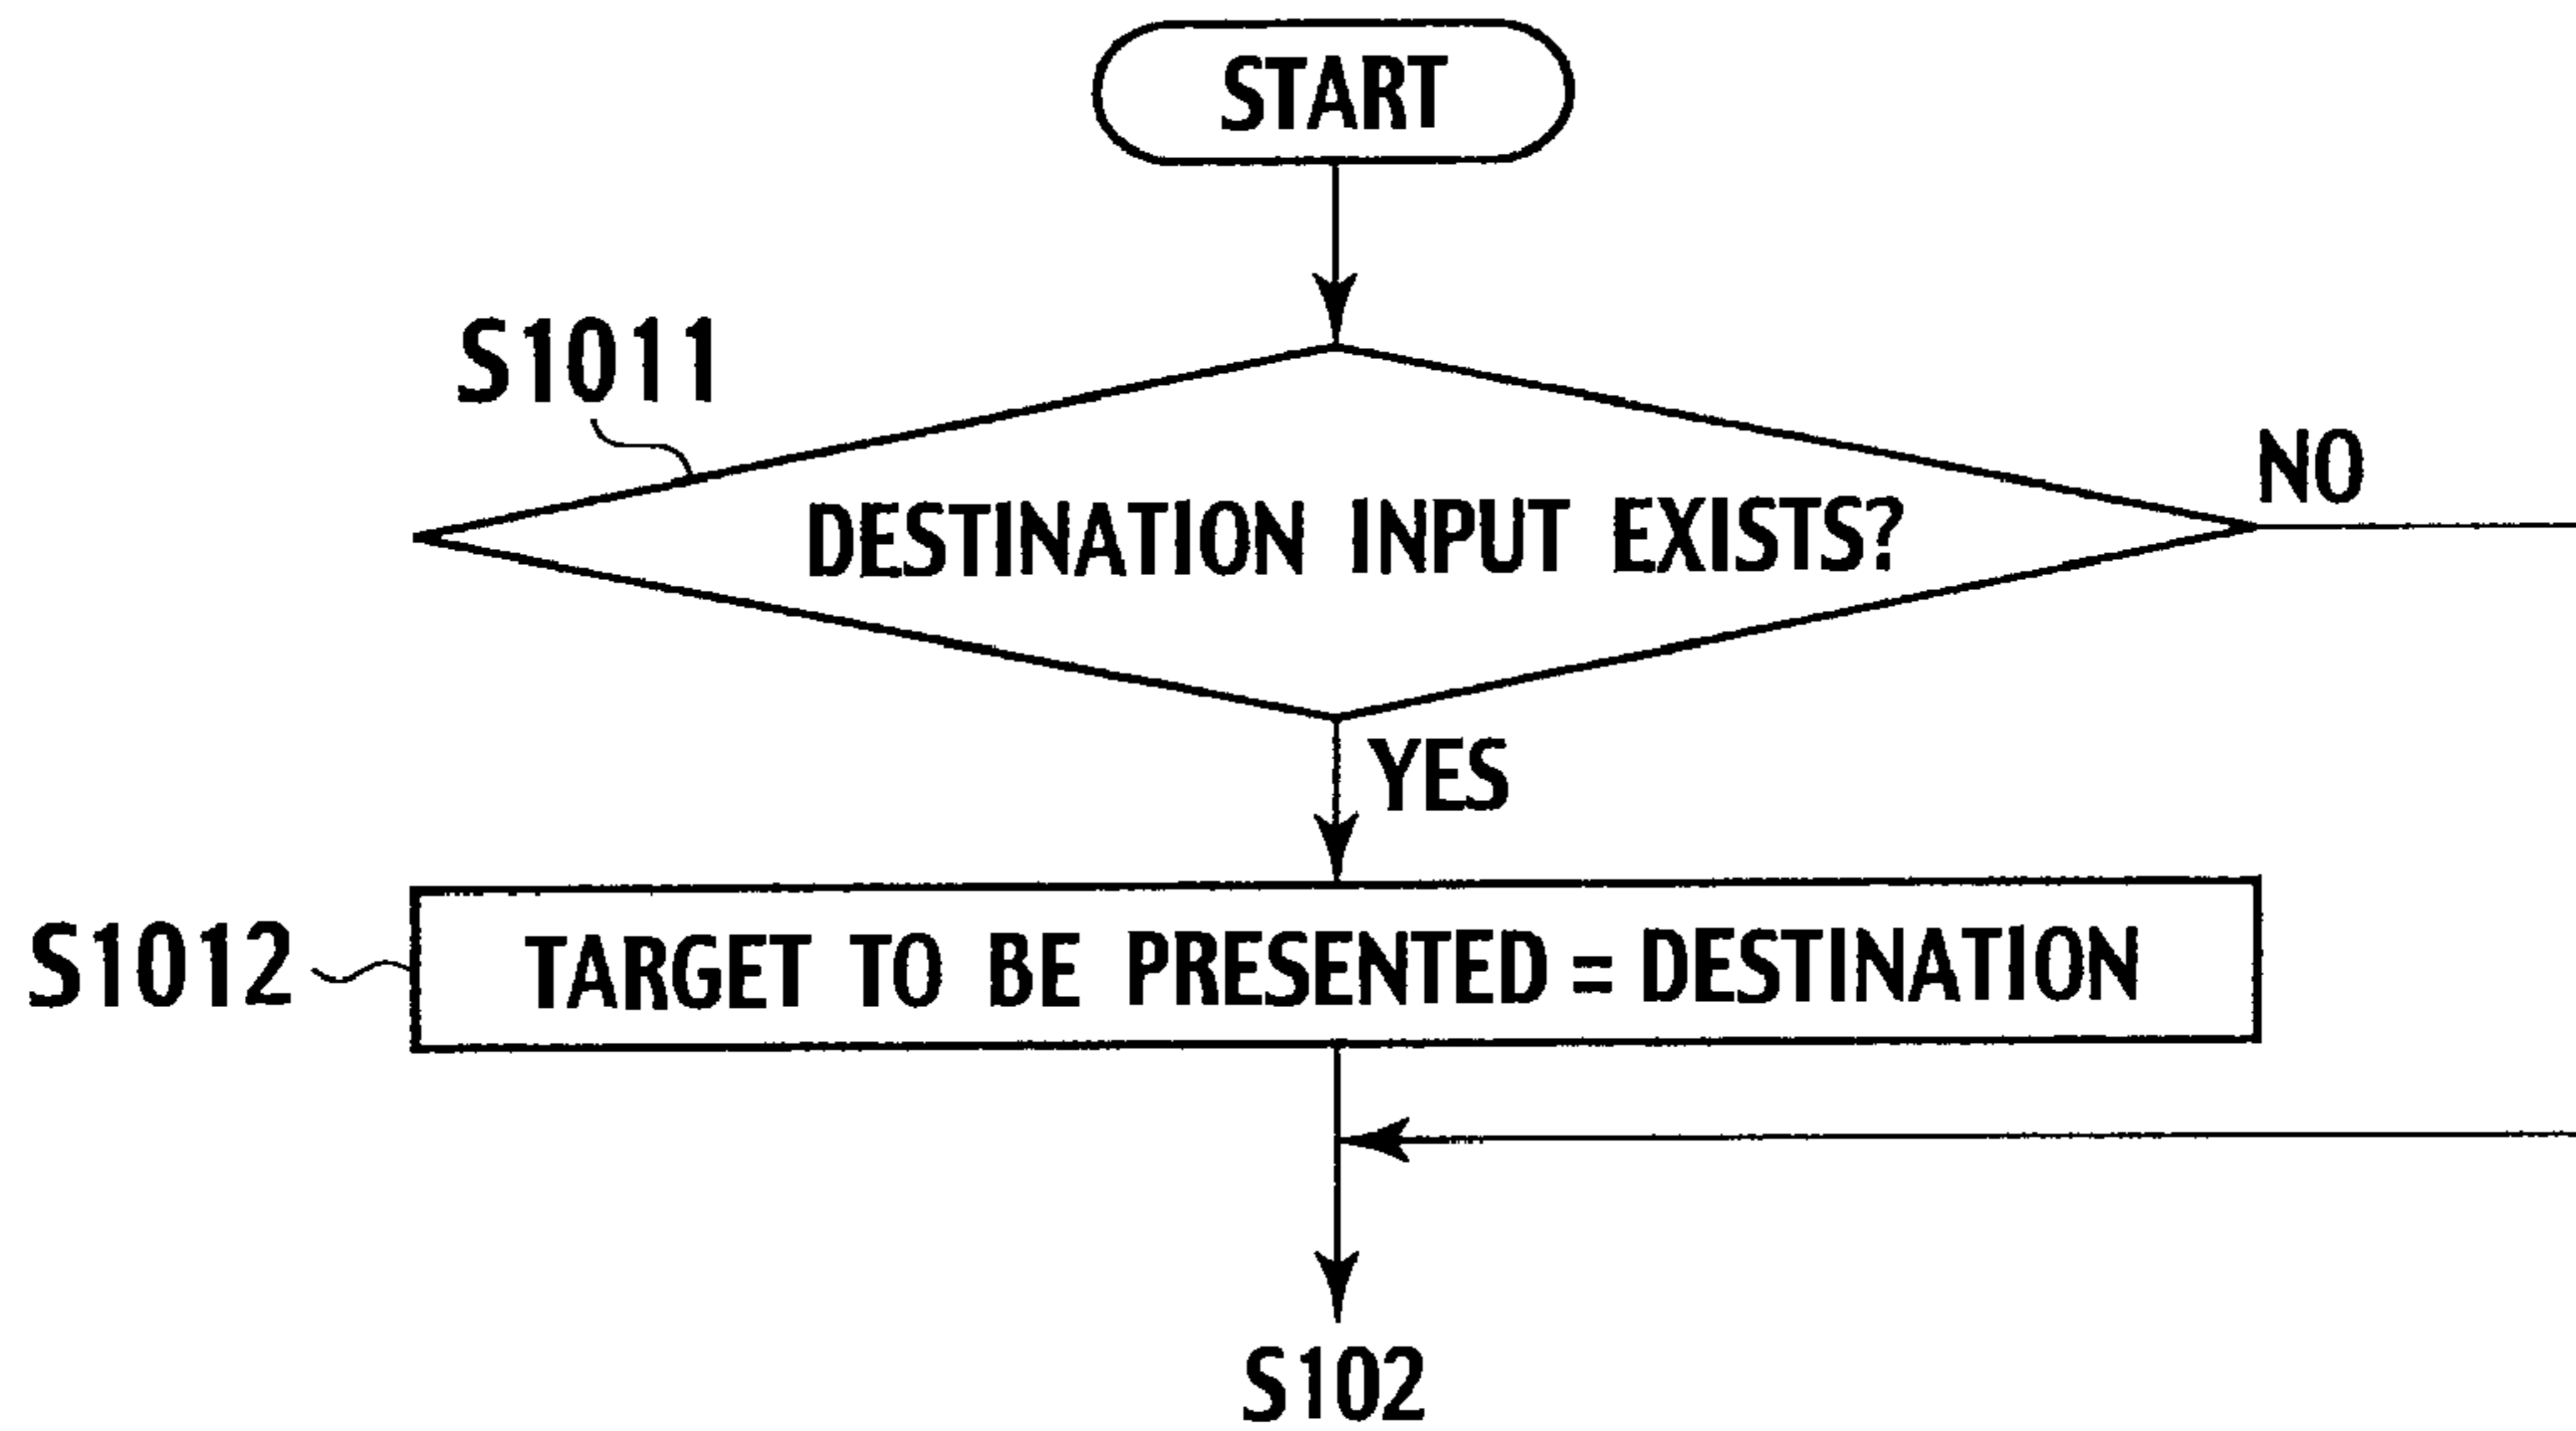 START
S1011
DESTINATION INPUT EXISTS?
NO
YES
S1012
TARGET TO BE PRESENTED = DESTINATION
S102